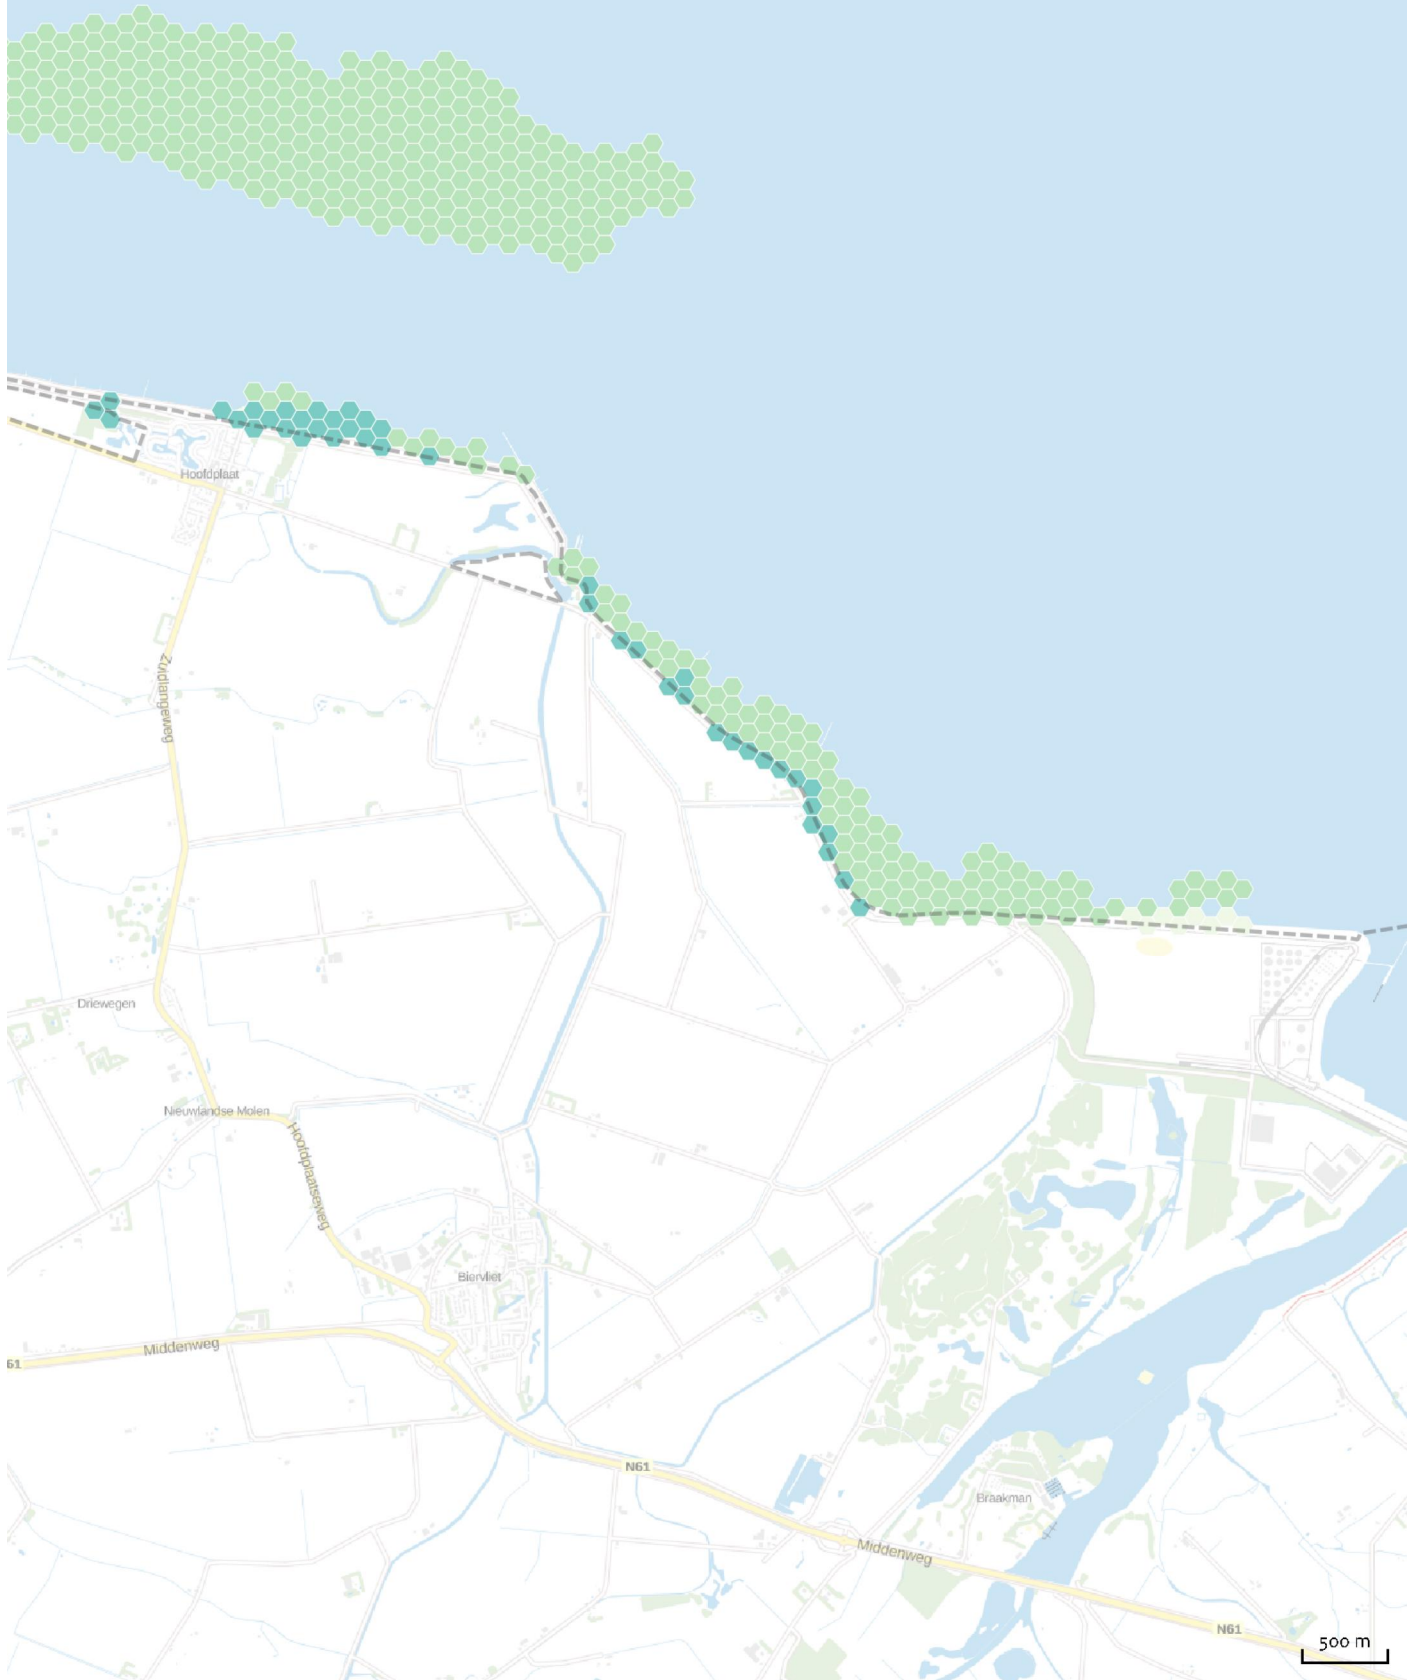 Hoofdplaat
Zuidlangeweg
Driewegen
Nieuwlandse Molen
Hoofdplaatseweg
Biervliet
Middenweg
61
N61
Braakman
Middenweg
N61
500 m